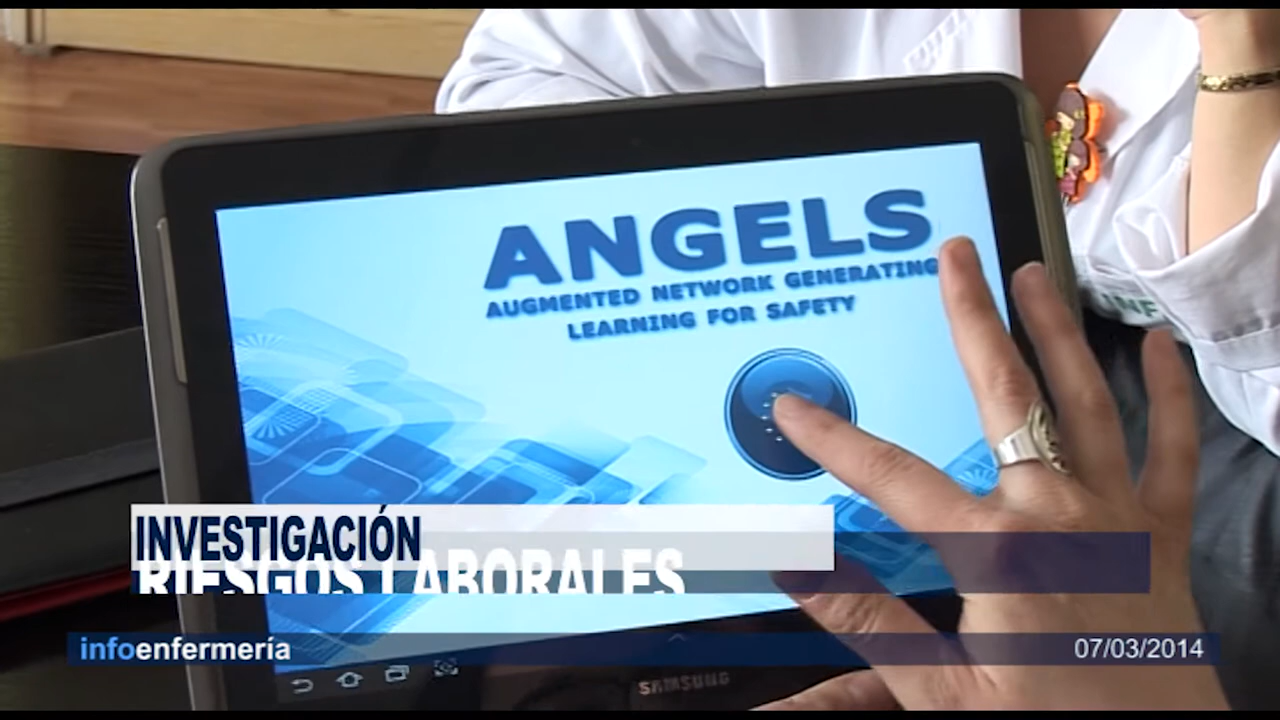 ANGELS
AUGMENTED NETWORK GENERATING
LEARNING FOR SAFETY
INVESTIGACIÓN
RIESGOS LABORALES
infoenfermería
07/03/2014
SAMSUNG